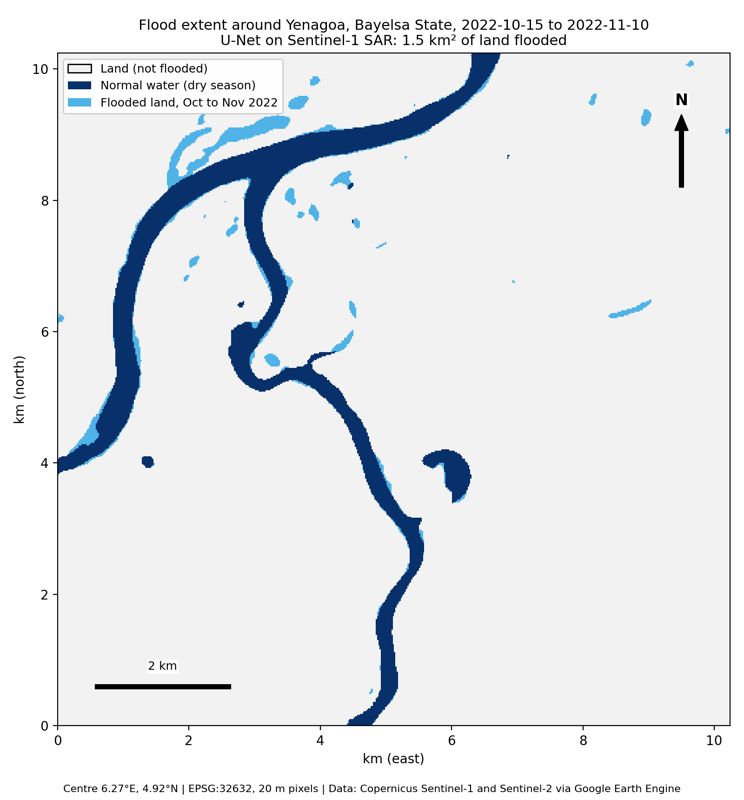 Flood extent around Yenagoa, Bayelsa State, 2022-10-15 to 2022-11-10
U-Net on Sentinel-1 SAR: 1.5 km² of land flooded
Land (not flooded)
Normal water (dry season)
Flooded land, Oct to Nov 2022
N
10
8
6
4
2
0
km (north)
2 km
0
2
4
6
8
10
km (east)
Centre 6.27°E, 4.92°N | EPSG:32632, 20 m pixels | Data: Copernicus Sentinel-1 and Sentinel-2 via Google Earth Engine